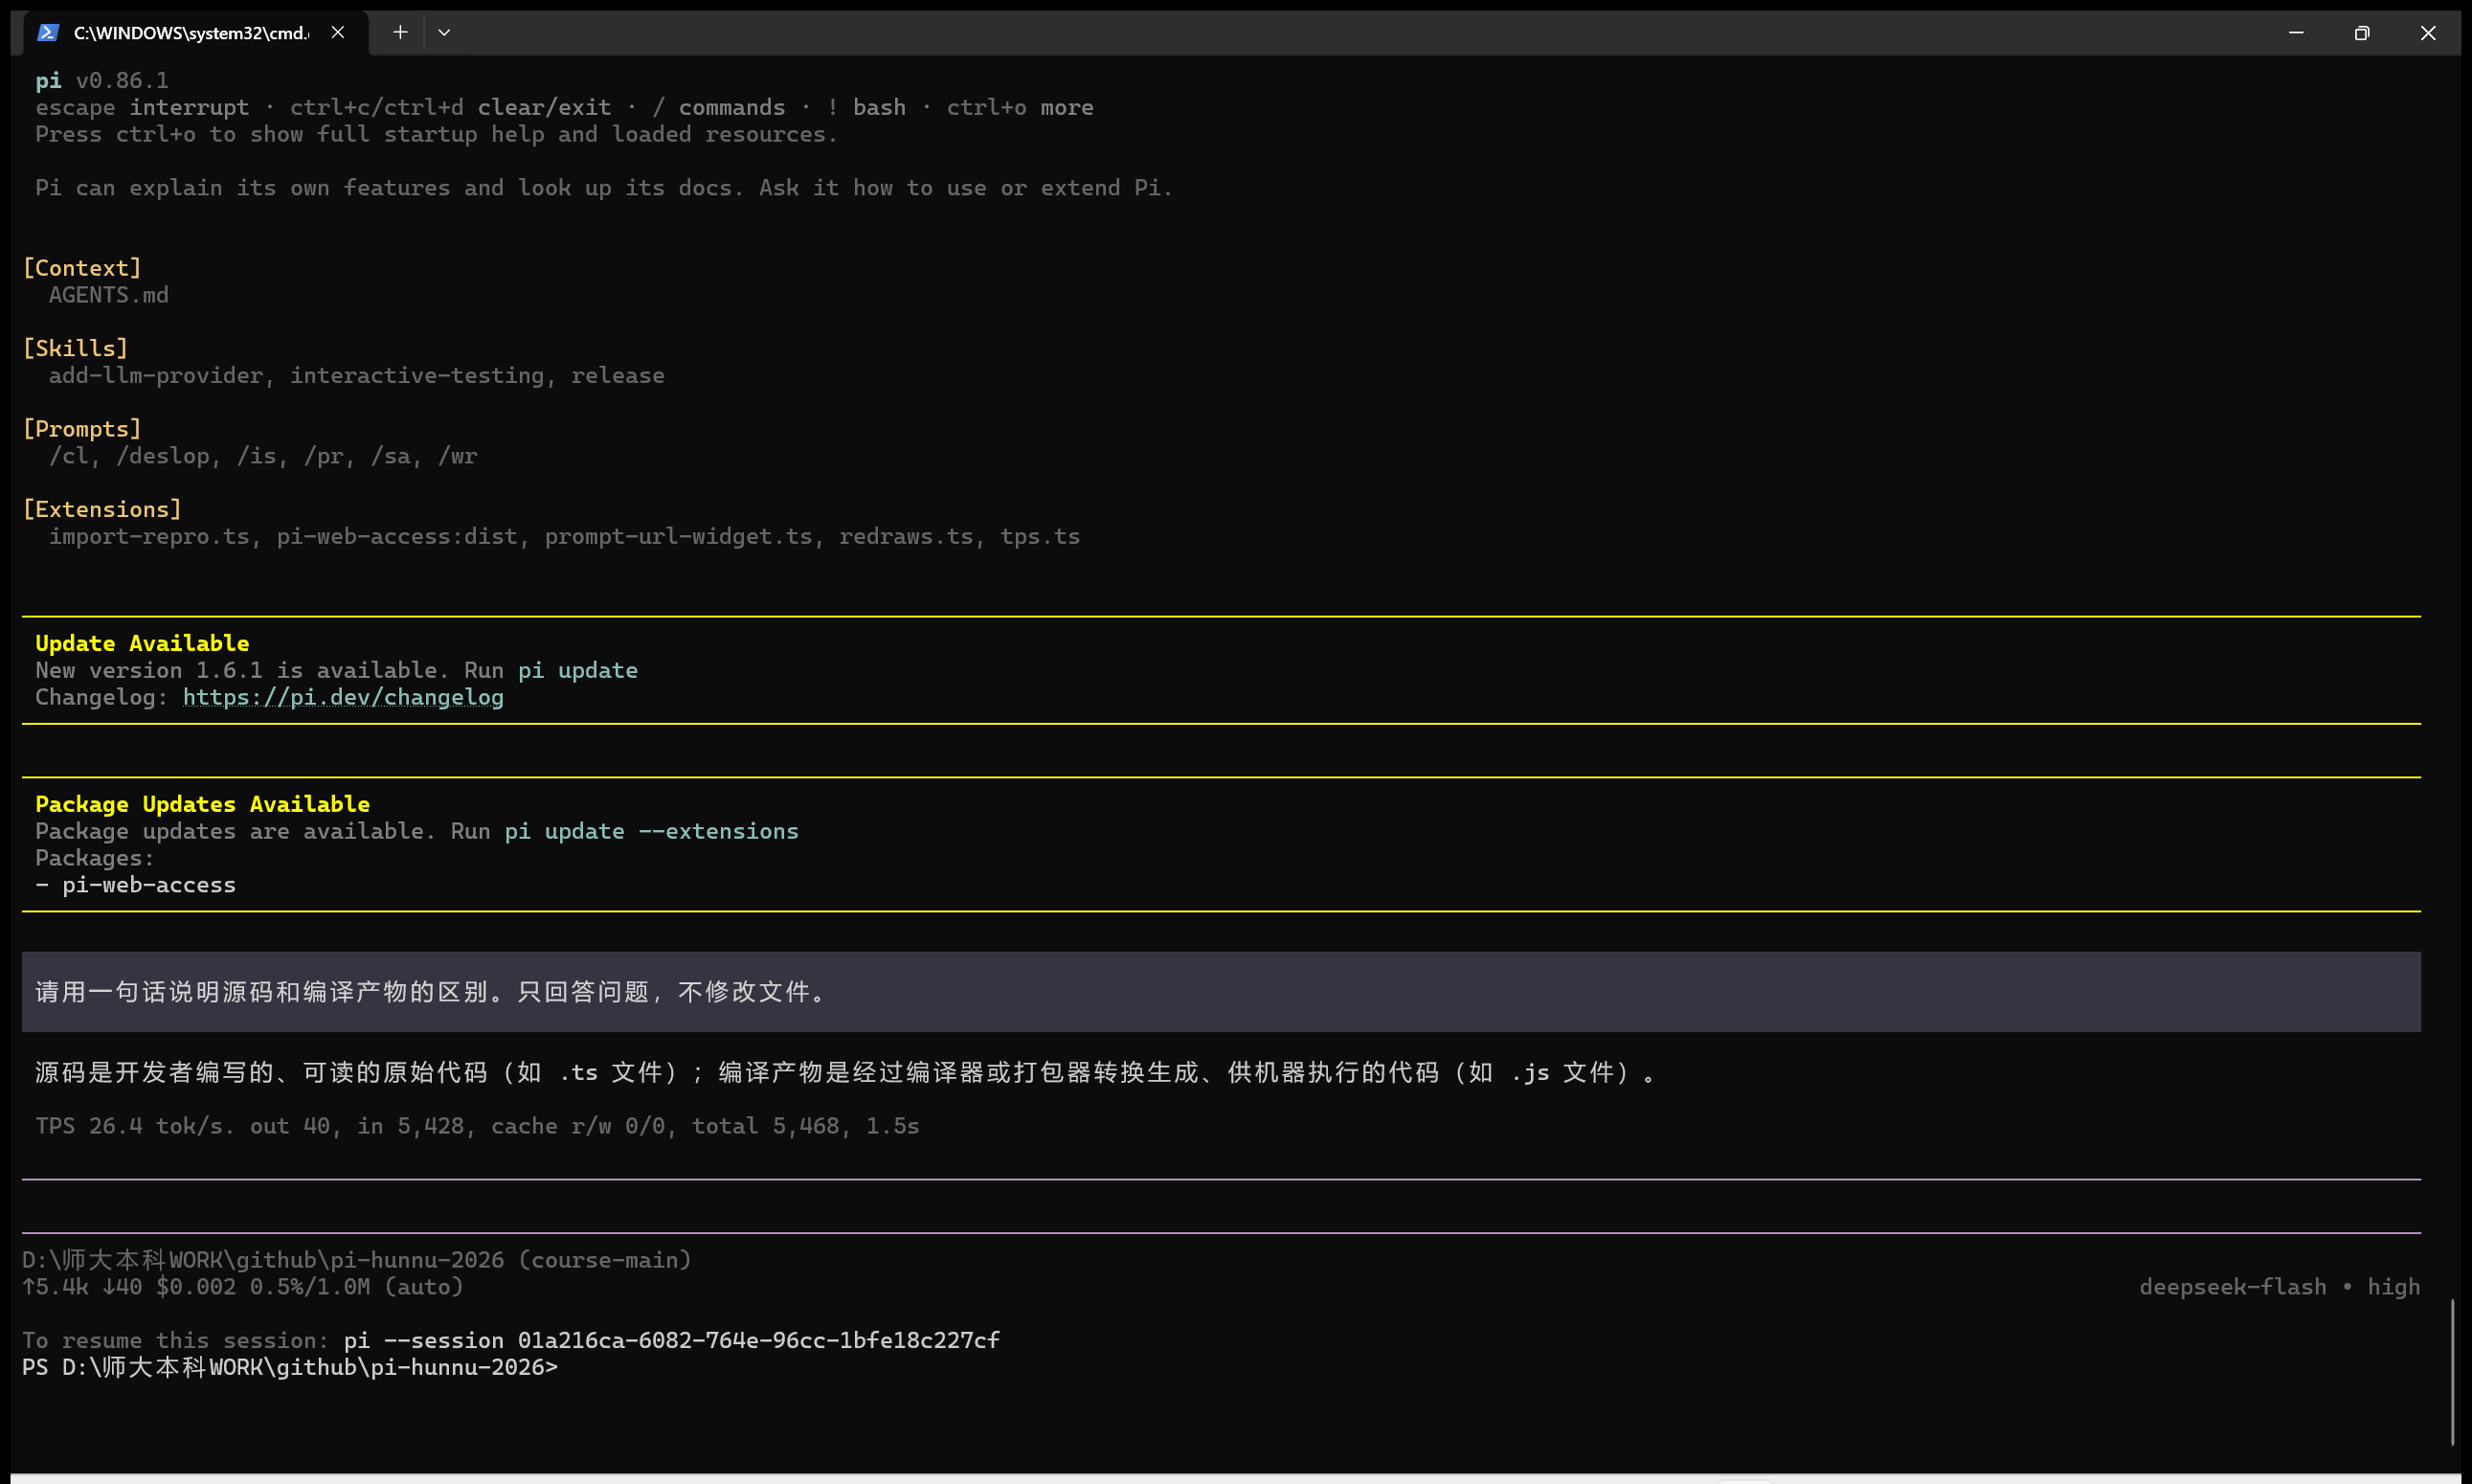 C:\WINDOWS\system32\cmd.
pi v0.86.1
escape interrupt · ctrl+c/ctrl+d clear/exit · / commands · ! bash · ctrl+o more
Press ctrl+o to show full startup help and loaded resources.
Pi can explain its own features and look up its docs. Ask it how to use or extend Pi.
[Context]
AGENTS.md
[Skills]
add-llm-provider, interactive-testing, release
[Prompts]
/cl, /deslop, /is, /pr, /sa, /wr
[Extensions]
import-repro.ts, pi-web-access:dist, prompt-url-widget.ts, redraws.ts, tps.ts
Update Available
New version 1.6.1 is available. Run pi update
Changelog: https://pi.dev/changelog
Package Updates Available
Package updates are available. Run pi update --extensions
Packages:
- pi-web-access
请用一句话说明源码和编译产物的区别。只回答问题，不修改文件。
源码是开发者编写的、可读的原始代码（如 .ts 文件）；编译产物是经过编译器或打包器转换生成、供机器执行的代码（如 .js 文件）。
TPS 26.4 tok/s. out 40, in 5,428, cache r/w 0/0, total 5,468, 1.5s
D:\师大本科WORK\github\pi-hunnu-2026 (course-main)
↑5.4k ↓40 $0.002 0.5%/1.0M (auto) deepseek-flash • high
To resume this session: pi --session 01a216ca-6082-764e-96cc-1bfe18c227cf
PS D:\师大本科WORK\github\pi-hunnu-2026>